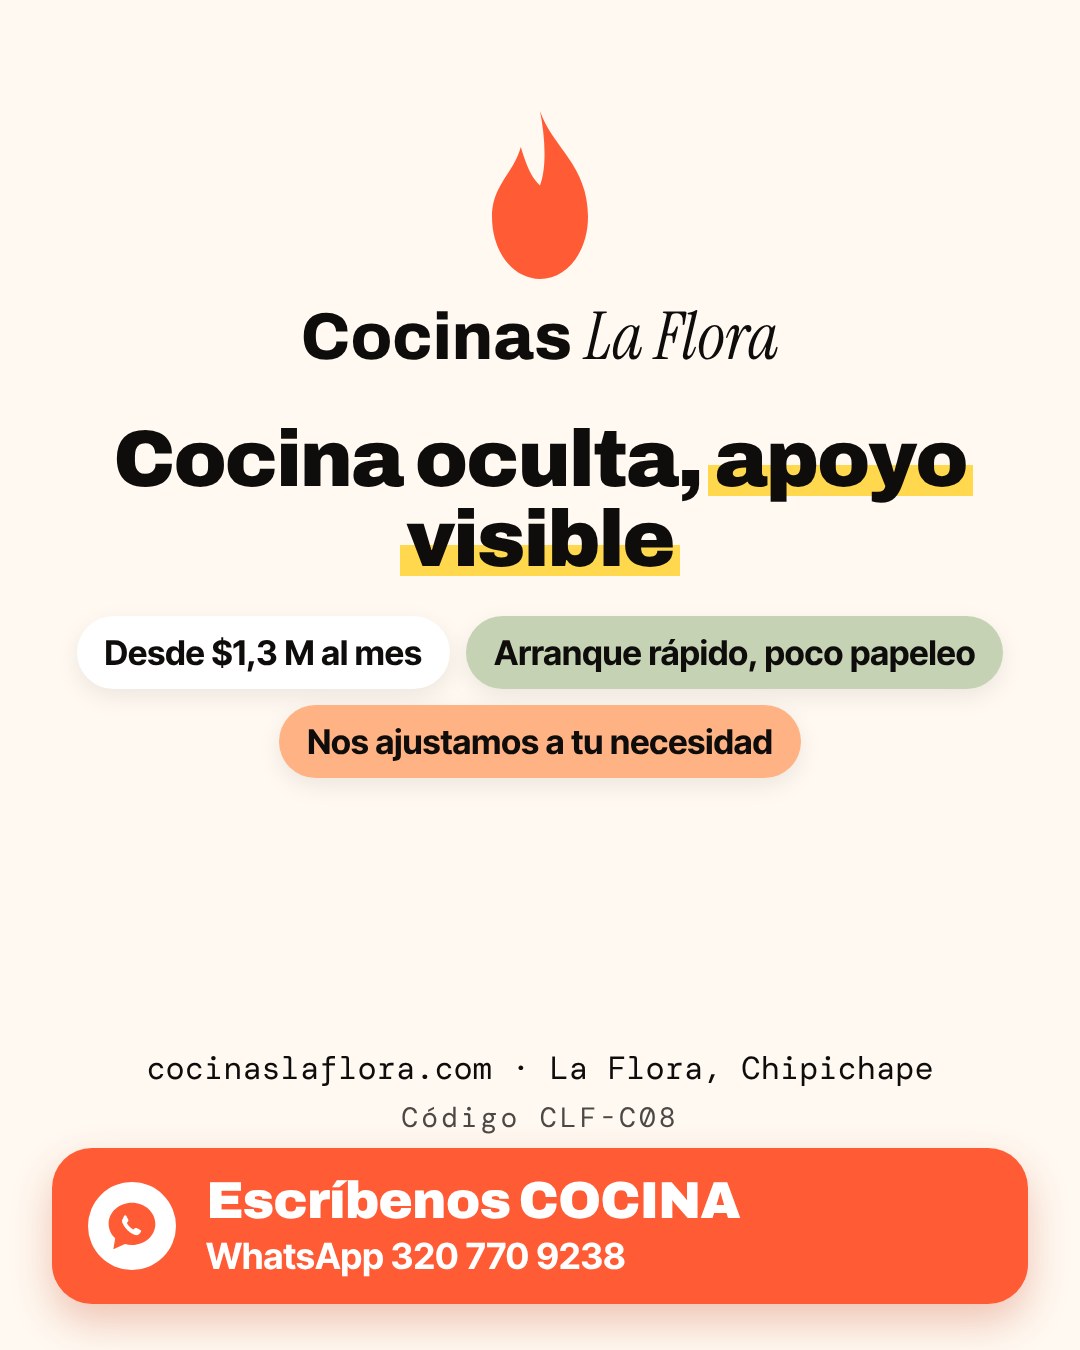 Cocinas La Flora
Cocina oculta, apoyo
visible
Desde $1,3 M al mes
Arranque rápido, poco papeleo
Nos ajustamos a tu necesidad
cocinaslaflora.com · La Flora, Chipichape
Código CLF-C08
Escríbenos COCINA
WhatsApp 320 770 9238